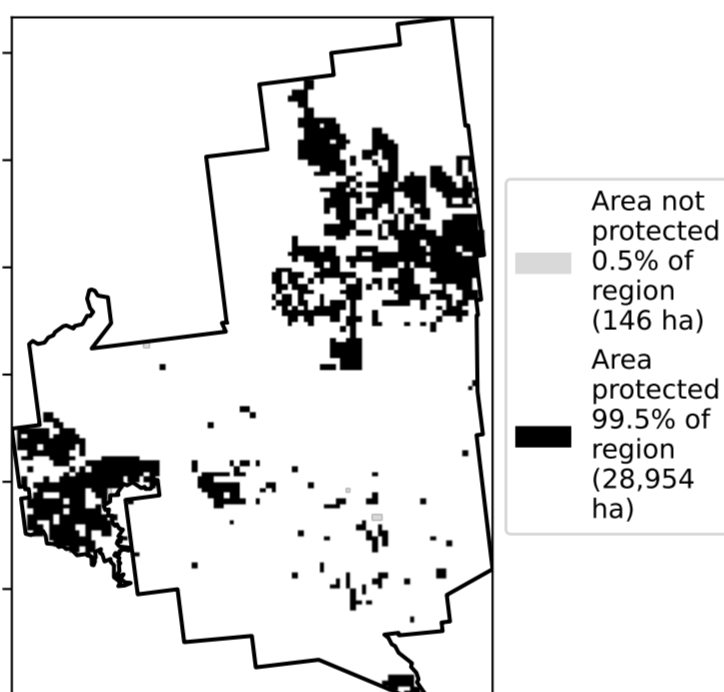 Area not
protected
0.5% of
region
(146 ha)
Area
protected
99.5% of
region
(28,954
ha)